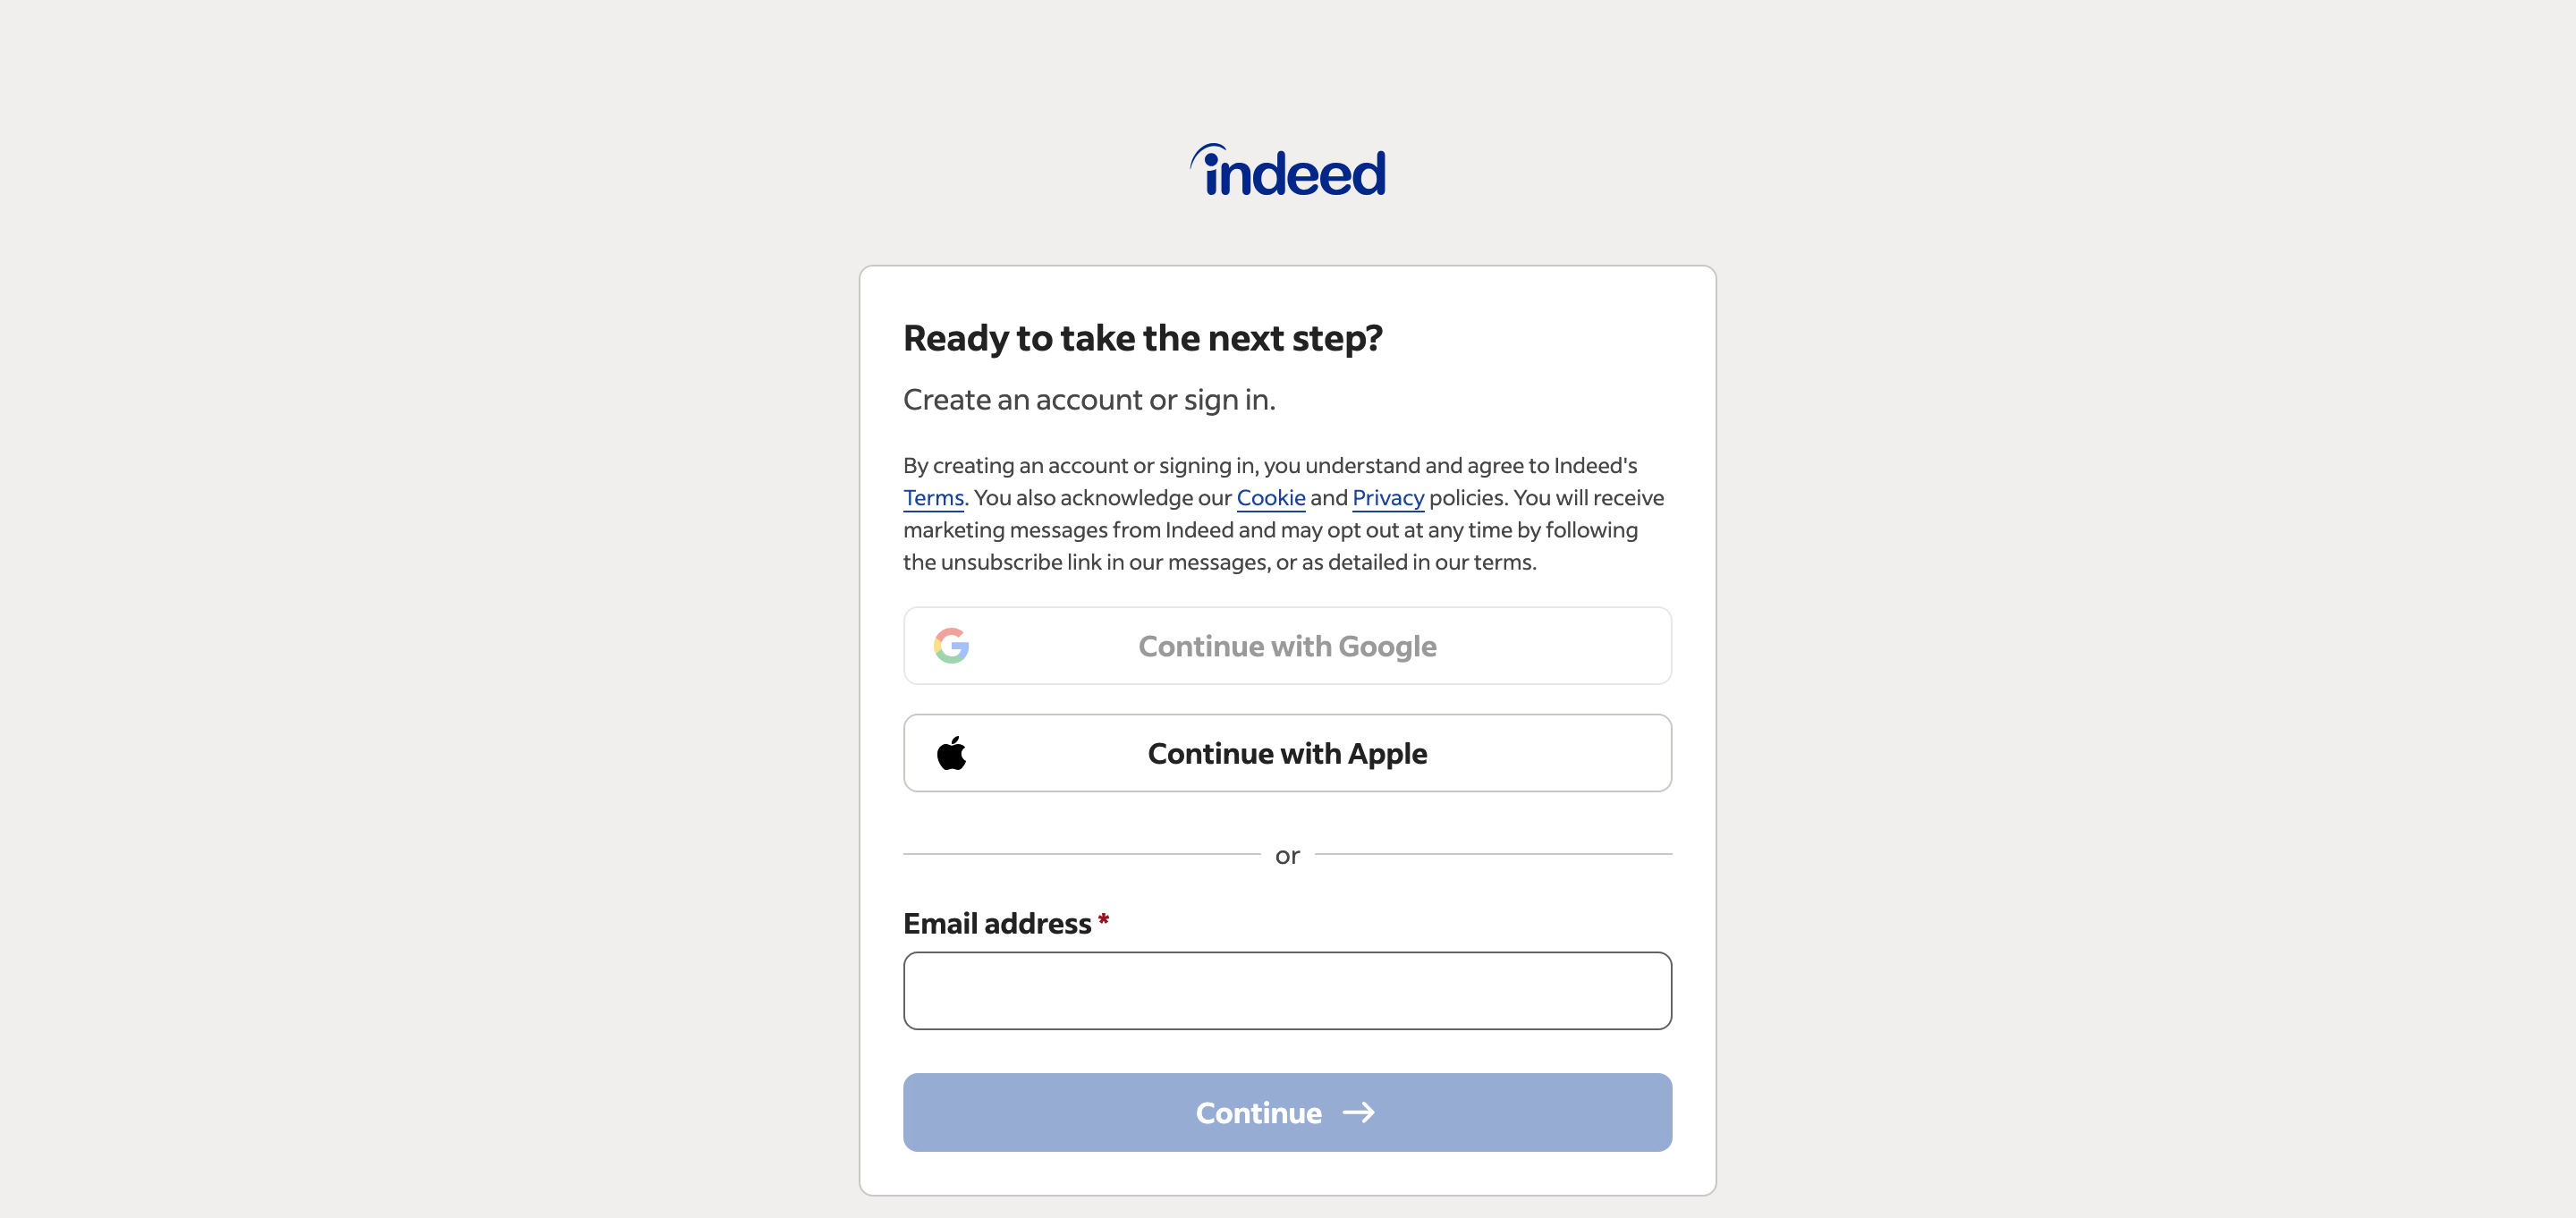 indeed
Ready to take the next step?
Create an account or sign in.
By creating an account or signing in, you understand and agree to Indeed's
Terms. You also acknowledge our Cookie and Privacy policies. You will receive
marketing messages from Indeed and may opt out at any time by following
the unsubscribe link in our messages, or as detailed in our terms.
Continue with Google
Continue with Apple
or
Email address *
Continue →